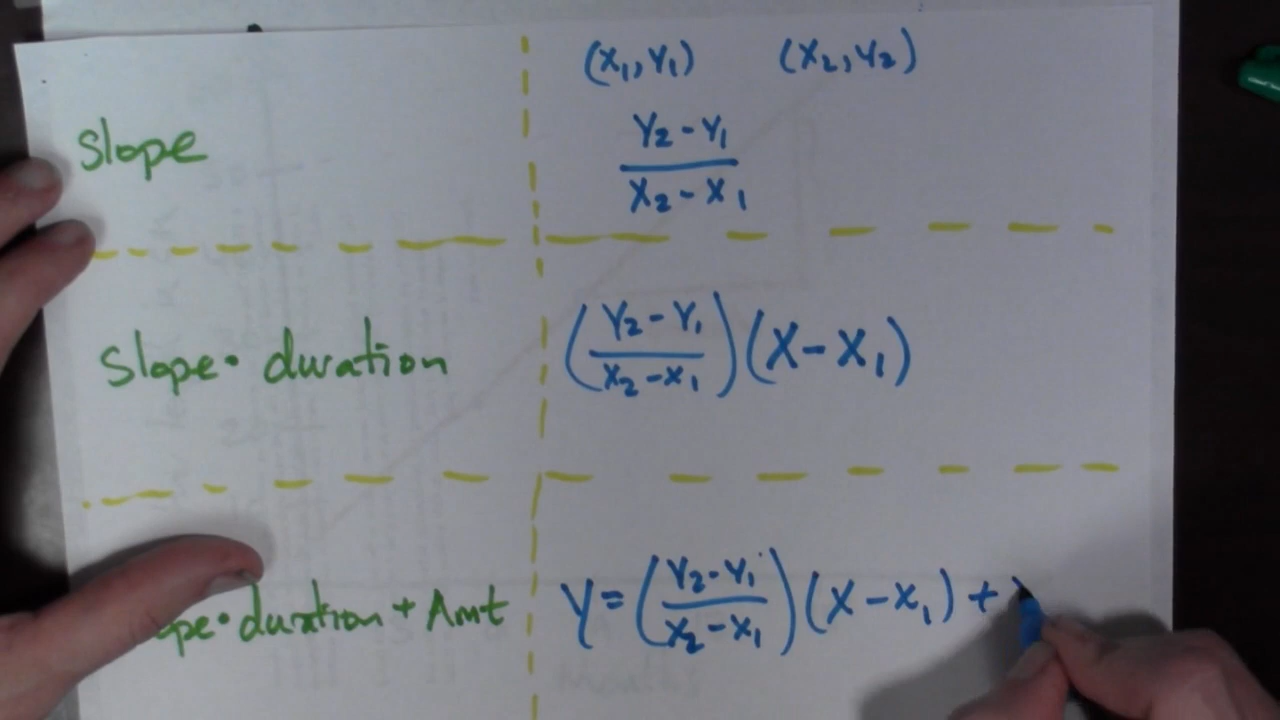 (X₁,Y₁) (X₂,Y₂)
Slope
Y₂-Y₁
X₂-X₁
Slope • duration
(Y₂-Y₁ / X₂-X₁)(X-X₁)
• duration + Amt
Y=(Y₂-Y₁ / X₂-X₁)(X-X₁)+